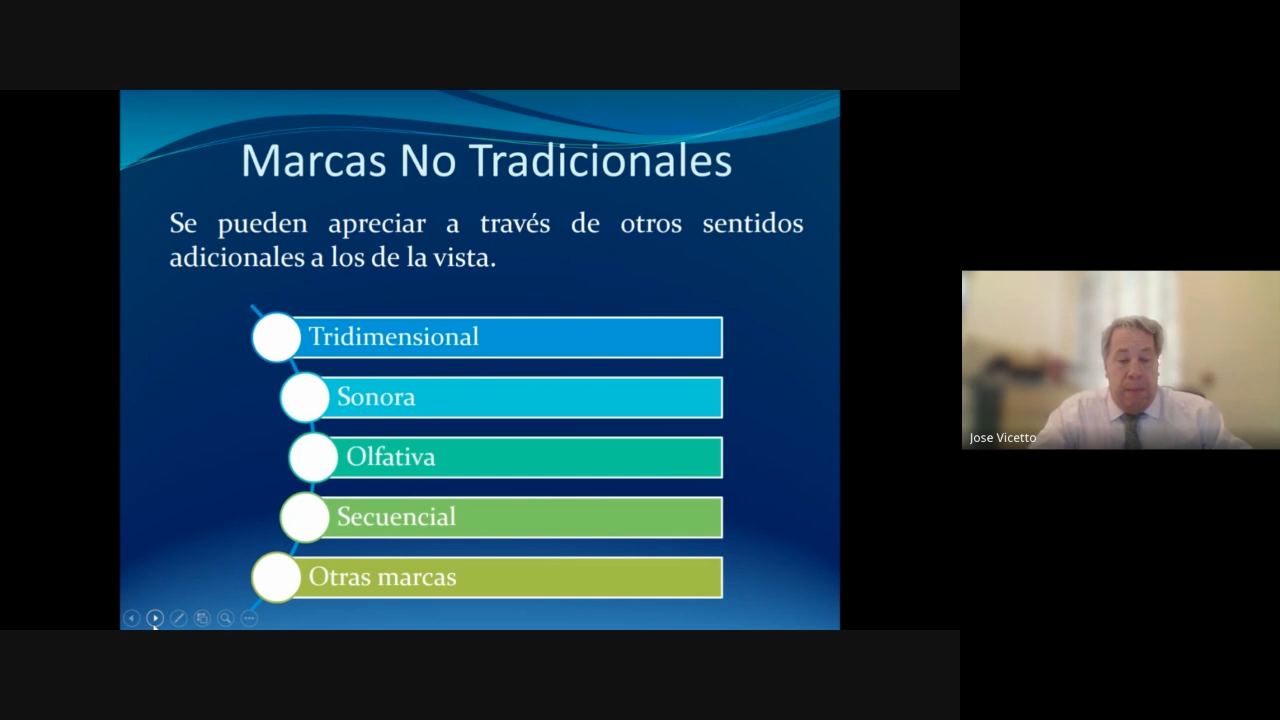 Marcas No Tradicionales
Se pueden apreciar a través de otros sentidos
adicionales a los de la vista.
Tridimensional
Sonora
Olfativa
Secuencial
Otras marcas
Jose Vicetto